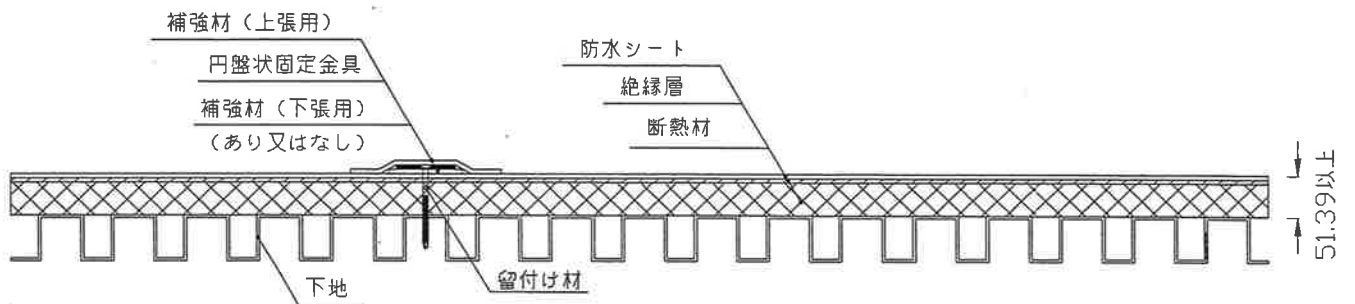 補強材（上張用）
円盤状固定金具
補強材（下張用）
（あり又はなし）
防水シート
絶縁層
断熱材
51.39以上
下地
留付け材